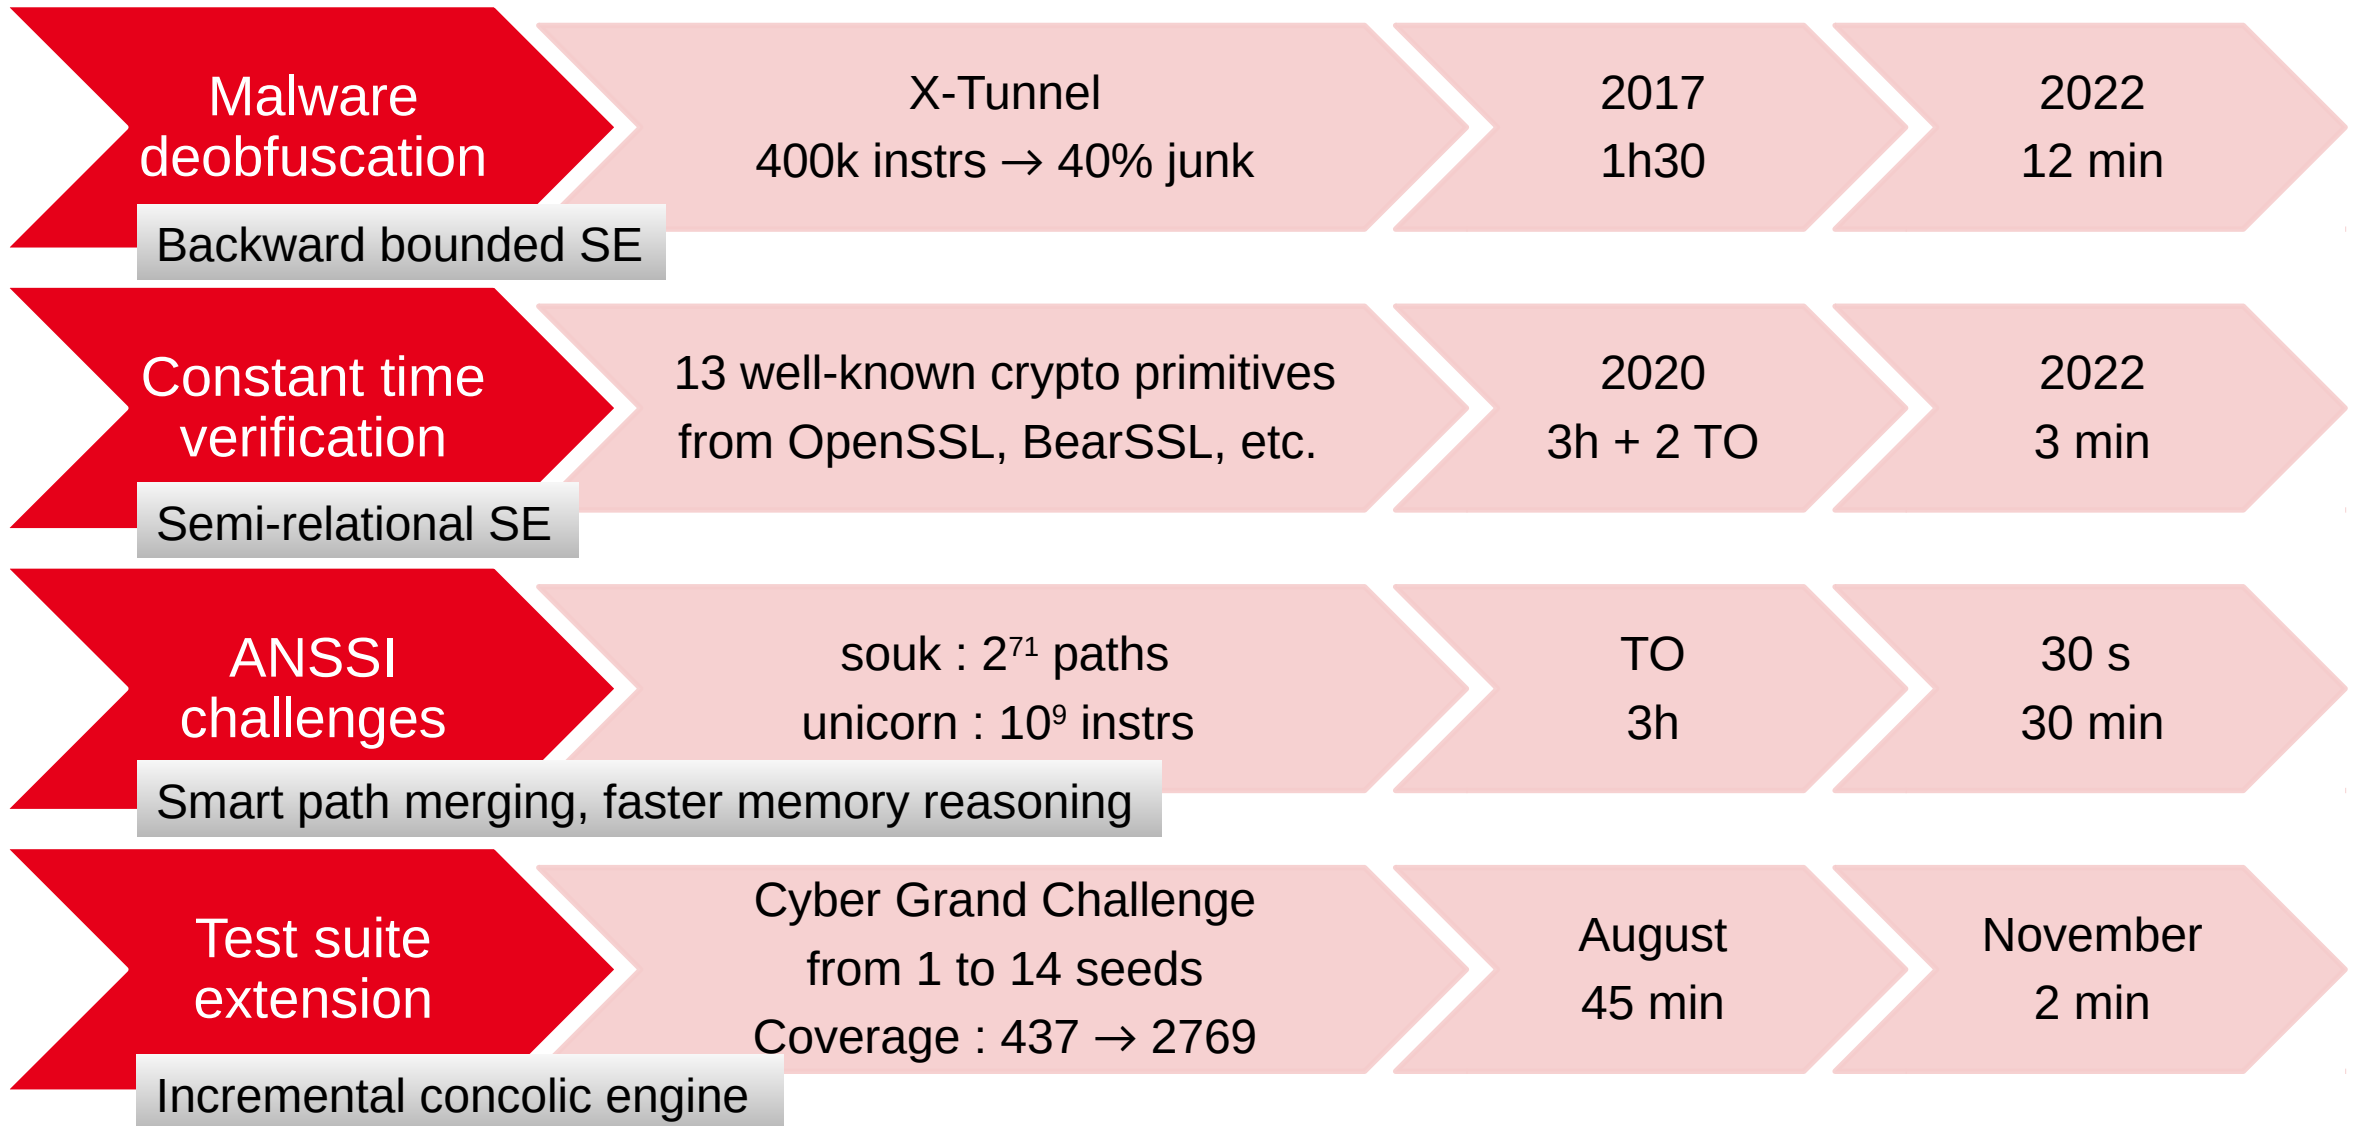 Malware
deobfuscation
Backward bounded SE
X-Tunnel
400k instrs → 40% junk
2017
1h30
2022
12 min
Constant time
verification
Semi-relational SE
13 well-known crypto primitives
from OpenSSL, BearSSL, etc.
2020
3h + 2 TO
2022
3 min
ANSSI
challenges
Smart path merging, faster memory reasoning
souk : 2⁷¹ paths
unicorn : 10⁹ instrs
TO
3h
30 s
30 min
Test suite
extension
Incremental concolic engine
Cyber Grand Challenge
from 1 to 14 seeds
Coverage : 437 → 2769
August
45 min
November
2 min